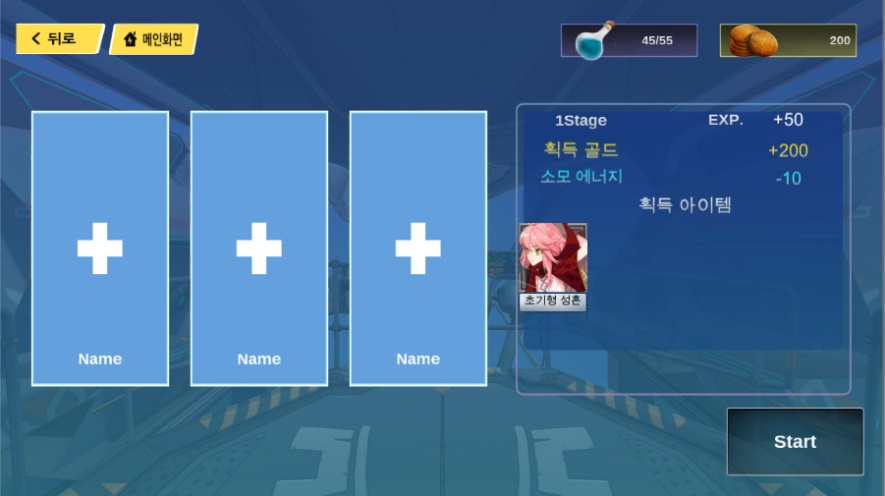 뒤로
메인화면
45/55
200
1Stage EXP. +50
획득 골드 +200
소모 에너지 -10
획득 아이템
초기형 성흔
Name
Name
Name
Start